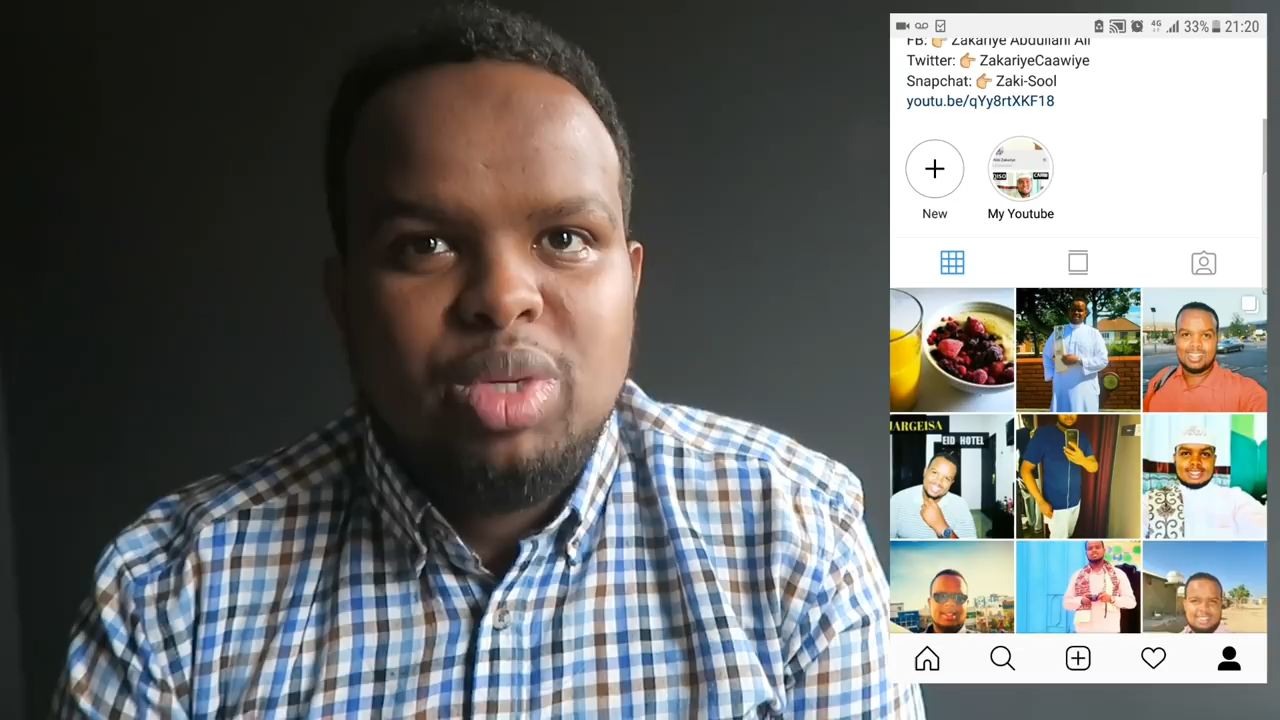 33% 21:20
4G
FB: 👉 Zakariye Abdullahi Ali
Twitter: 👉 ZakariyeCaawiye
Snapchat: 👉 Zaki-Sool
youtu.be/qYy8rtXKF18
New
My Youtube
HARGEISA
EID HOTEL